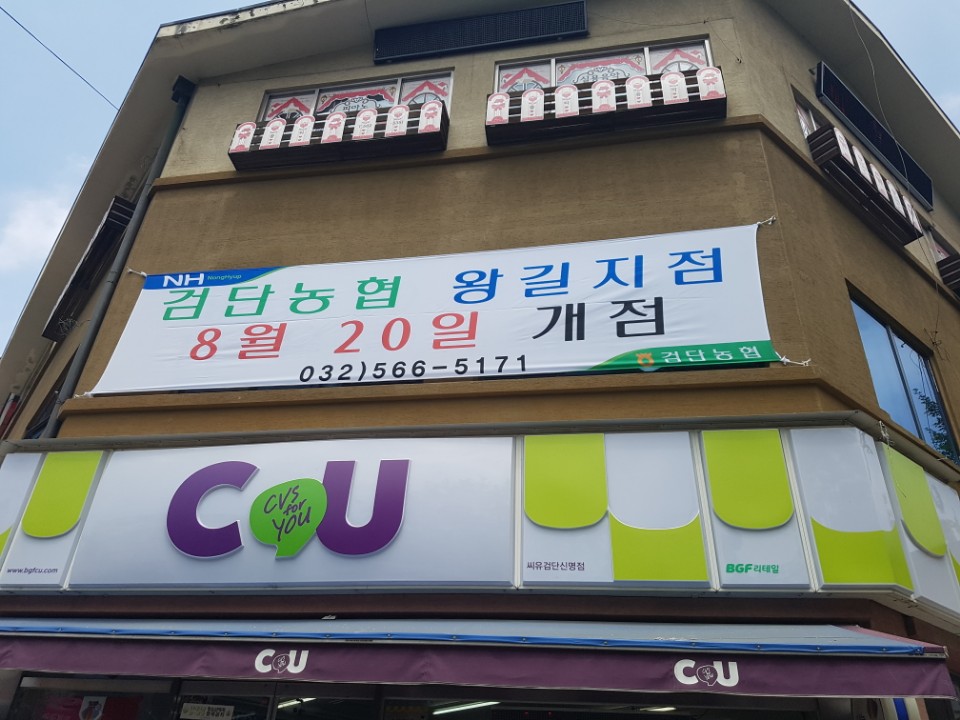 NH NongHyup
검단농협 왕길지점
8월 20일 개점
032)566-5171
검단농협
CU
CVS
for
YOU
www.bgfcu.com
씨유검단신명점
BGF리테일
CU
CU